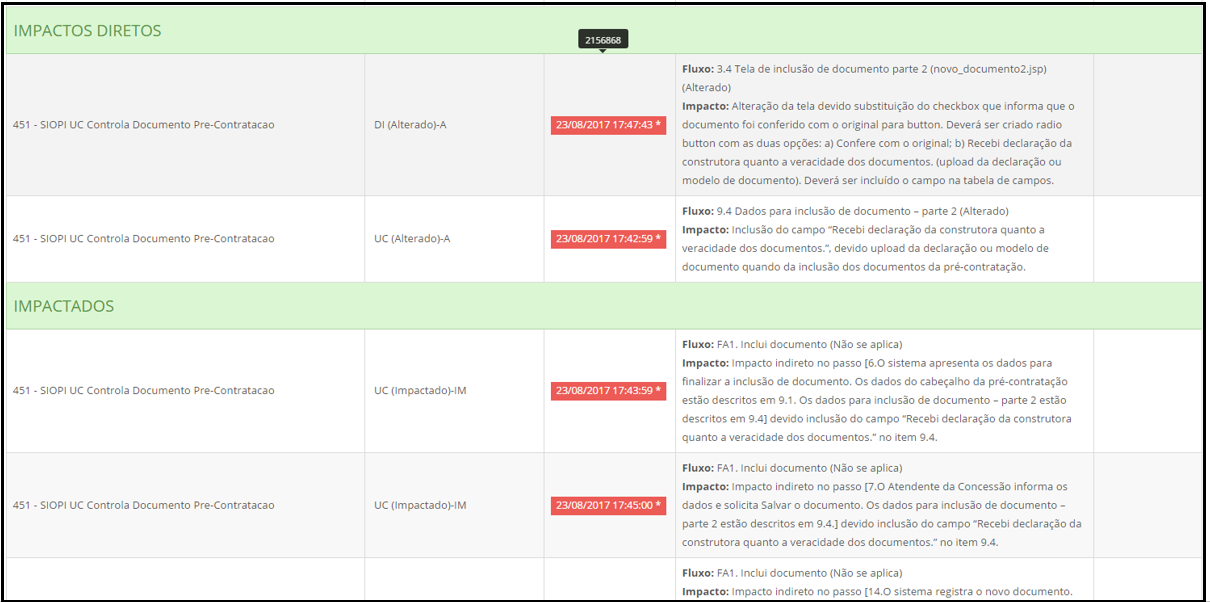 IMPACTOS DIRETOS
2156868
451 - SIOPI UC Controla Documento Pre-Contratacao
DI (Alterado)-A
23/08/2017 17:47:43 *
Fluxo: 3.4 Tela de inclusão de documento parte 2 (novo_documento2.jsp)
(Alterado)
Impacto: Alteração da tela devido substituição do checkbox que informa que o
documento foi conferido com o original para button. Deverá ser criado radio
button com as duas opções: a) Confere com o original; b) Recebi declaração da
construtora quanto a veracidade dos documentos. (upload da declaração ou
modelo de documento). Deverá ser incluído o campo na tabela de campos.
451 - SIOPI UC Controla Documento Pre-Contratacao
UC (Alterado)-A
23/08/2017 17:42:59 *
Fluxo: 9.4 Dados para inclusão de documento – parte 2 (Alterado)
Impacto: Inclusão do campo “Recebi declaração da construtora quanto a
veracidade dos documentos.”, devido upload da declaração ou modelo de
documento quando da inclusão dos documentos da pré-contratação.
IMPACTADOS
451 - SIOPI UC Controla Documento Pre-Contratacao
UC (Impactado)-IM
23/08/2017 17:43:59 *
Fluxo: FA1. Inclui documento (Não se aplica)
Impacto: Impacto indireto no passo [6.O sistema apresenta os dados para
finalizar a inclusão de documento. Os dados do cabeçalho da pré-contratação
estão descritos em 9.1. Os dados para inclusão de documento – parte 2 estão
descritos em 9.4] devido inclusão do campo “Recebi declaração da construtora
quanto a veracidade dos documentos.” no item 9.4.
451 - SIOPI UC Controla Documento Pre-Contratacao
UC (Impactado)-IM
23/08/2017 17:45:00 *
Fluxo: FA1. Inclui documento (Não se aplica)
Impacto: Impacto indireto no passo [7.O Atendente da Concessão informa os
dados e solicita Salvar o documento. Os dados para inclusão de documento –
parte 2 estão descritos em 9.4.] devido inclusão do campo “Recebi declaração da
construtora quanto a veracidade dos documentos.” no item 9.4.
Fluxo: FA1. Inclui documento (Não se aplica)
Impacto: Impacto indireto no passo [14.O sistema registra o novo documento.